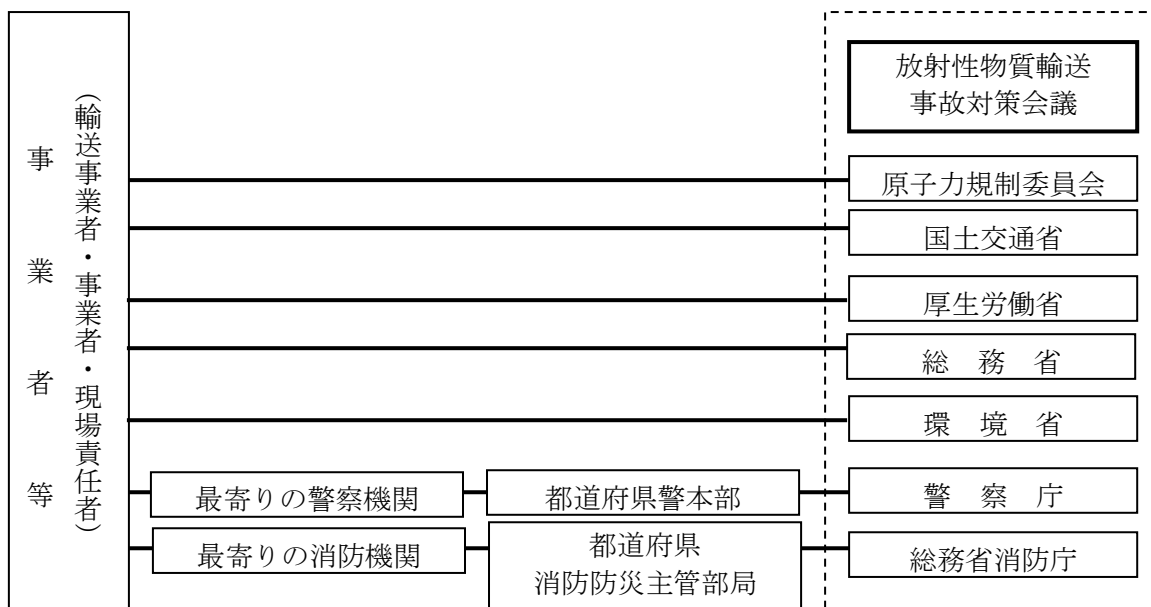 事業者等
（輸送事業者・事業者・現場責任者）
放射性物質輸送
事故対策会議
原子力規制委員会
国土交通省
厚生労働省
総　務　省
環　境　省
最寄りの警察機関
都道府県警本部
警　察　庁
最寄りの消防機関
都道府県
消防防災主管部局
総務省消防庁